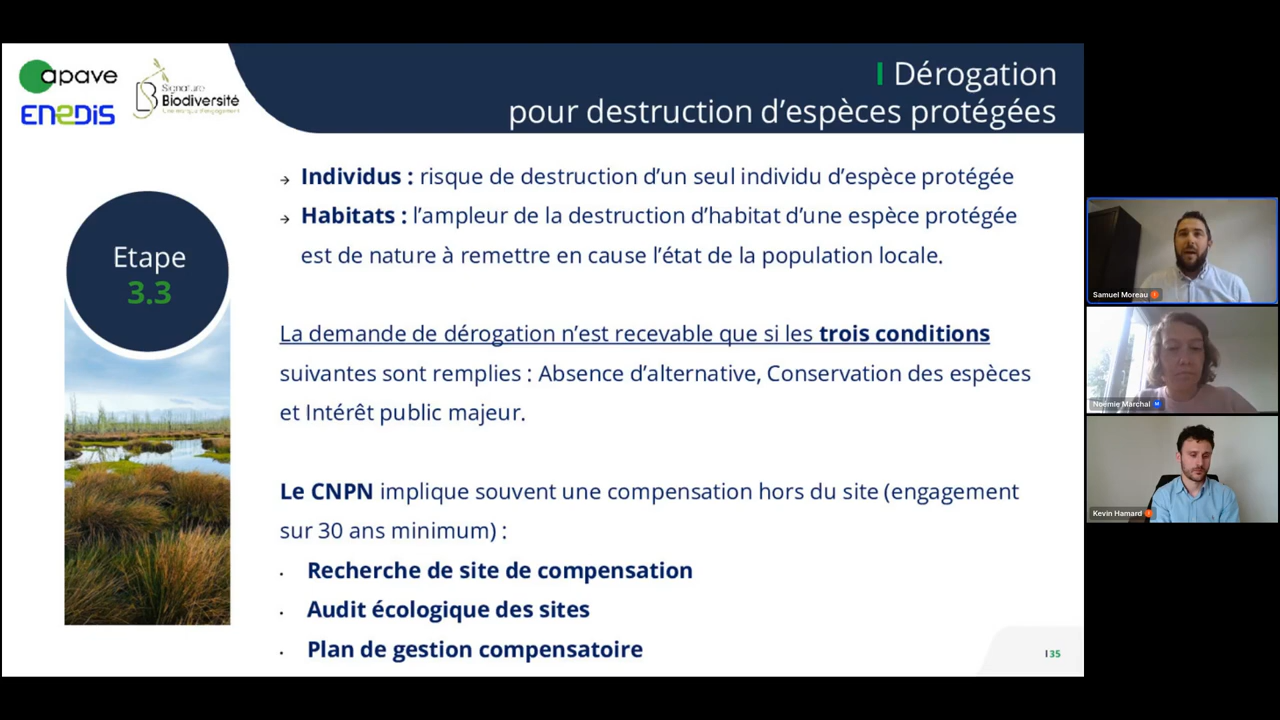 apave
ENEDIS
Signature
Biodiversité
Une marque d'engagement
I Dérogation
pour destruction d'espèces protégées
Etape
3.3
→ Individus : risque de destruction d'un seul individu d'espèce protégée
→ Habitats : l'ampleur de la destruction d'habitat d'une espèce protégée
est de nature à remettre en cause l'état de la population locale.
La demande de dérogation n'est recevable que si les trois conditions
suivantes sont remplies : Absence d'alternative, Conservation des espèces
et Intérêt public majeur.
Le CNPN implique souvent une compensation hors du site (engagement
sur 30 ans minimum) :
· Recherche de site de compensation
· Audit écologique des sites
· Plan de gestion compensatoire
I 35
Samuel Moreau
Noémie Marchal M
Kevin Hamard